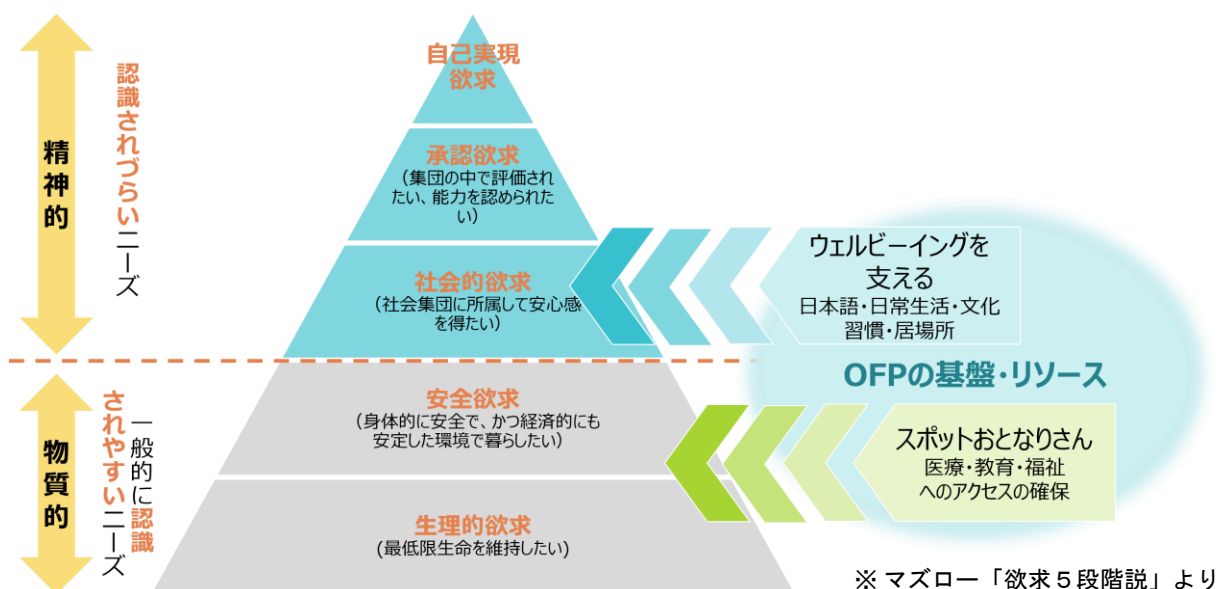 精神的
認識されづらいニーズ
自己実現
欲求
承認欲求
（集団の中で評価され
たい、能力を認められた
い）
社会的欲求
（社会集団に所属して安心感
を得たい）
ウェルビーイングを
支える
日本語・日常生活・文化
習慣・居場所
OFPの基盤・リソース
物質的
一般的に認識
されやすいニーズ
安全欲求
（身体的に安全で、かつ経済的にも
安定した環境で暮らしたい）
スポットおとなりさん
医療・教育・福祉
へのアクセスの確保
生理的欲求
(最低限生命を維持したい)
※ マズロー「欲求５段階説」より